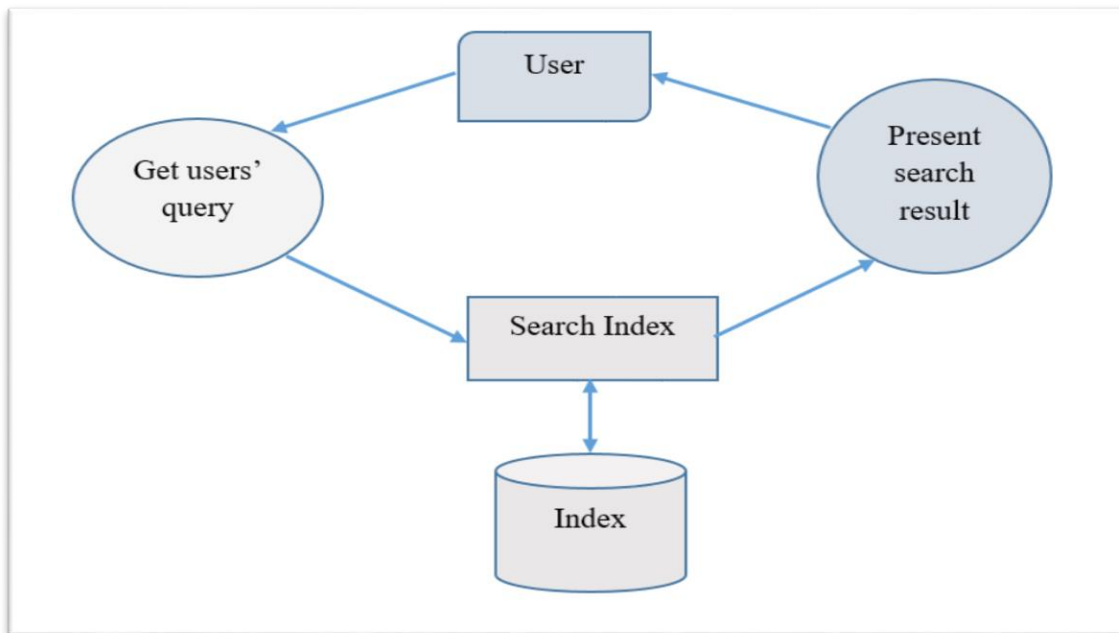 User
Get users’
query
Present
search
result
Search Index
Index